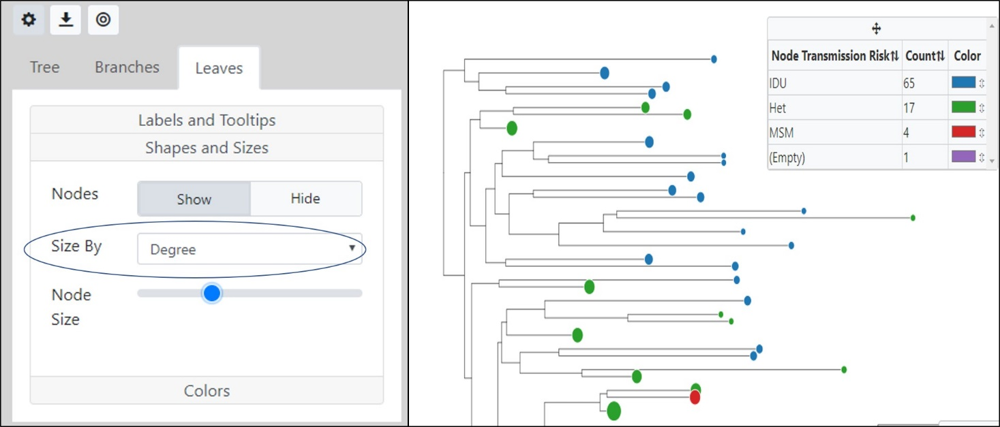 Tree Branches Leaves
Labels and Tooltips
Shapes and Sizes
Nodes Show Hide
Size By Degree
Node
Size
Colors
Node Transmission Risk Count Color
IDU 65
Het 17
MSM 4
(Empty) 1